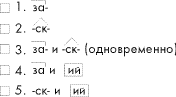 1. за-
2. -ск-
3. за- и -ск- (одновременно)
4. за и ий
5. -ск- и ий